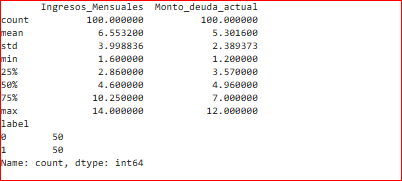 Ingresos_Mensuales  Monto_deuda_actual
count          100.000000          100.000000
mean             6.553200            5.301600
std              3.998836            2.389373
min              1.600000            1.200000
25%              2.860000            3.570000
50%              4.600000            4.960000
75%             10.250000            7.000000
max             14.000000           12.000000
label
0    50
1    50
Name: count, dtype: int64